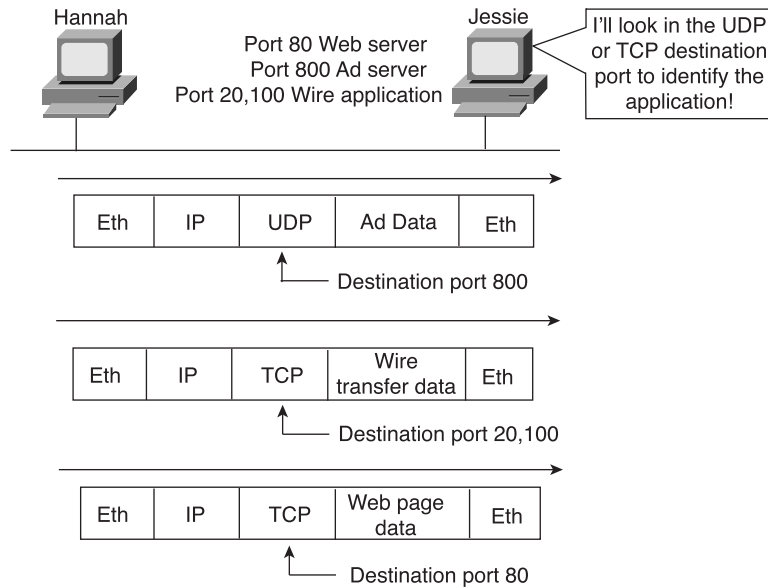 Hannah
Jessie
Port 80 Web server
Port 800 Ad server
Port 20,100 Wire application
I'll look in the UDP
or TCP destination
port to identify the
application!
Eth IP UDP Ad Data Eth
Destination port 800
Eth IP TCP Wire transfer data Eth
Destination port 20,100
Eth IP TCP Web page data Eth
Destination port 80